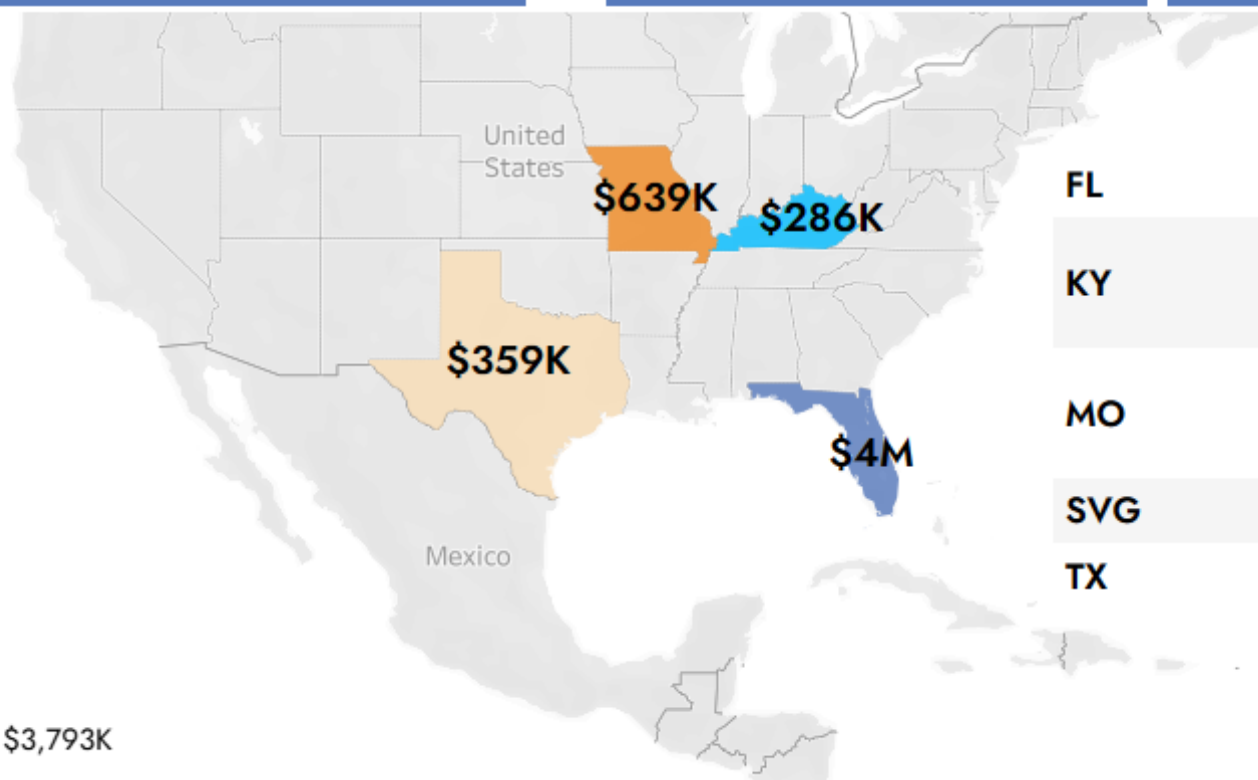 United
States
$639K
$286K
$359K
$4M
Mexico
FL
KY
MO
SVG
TX
$3,793K